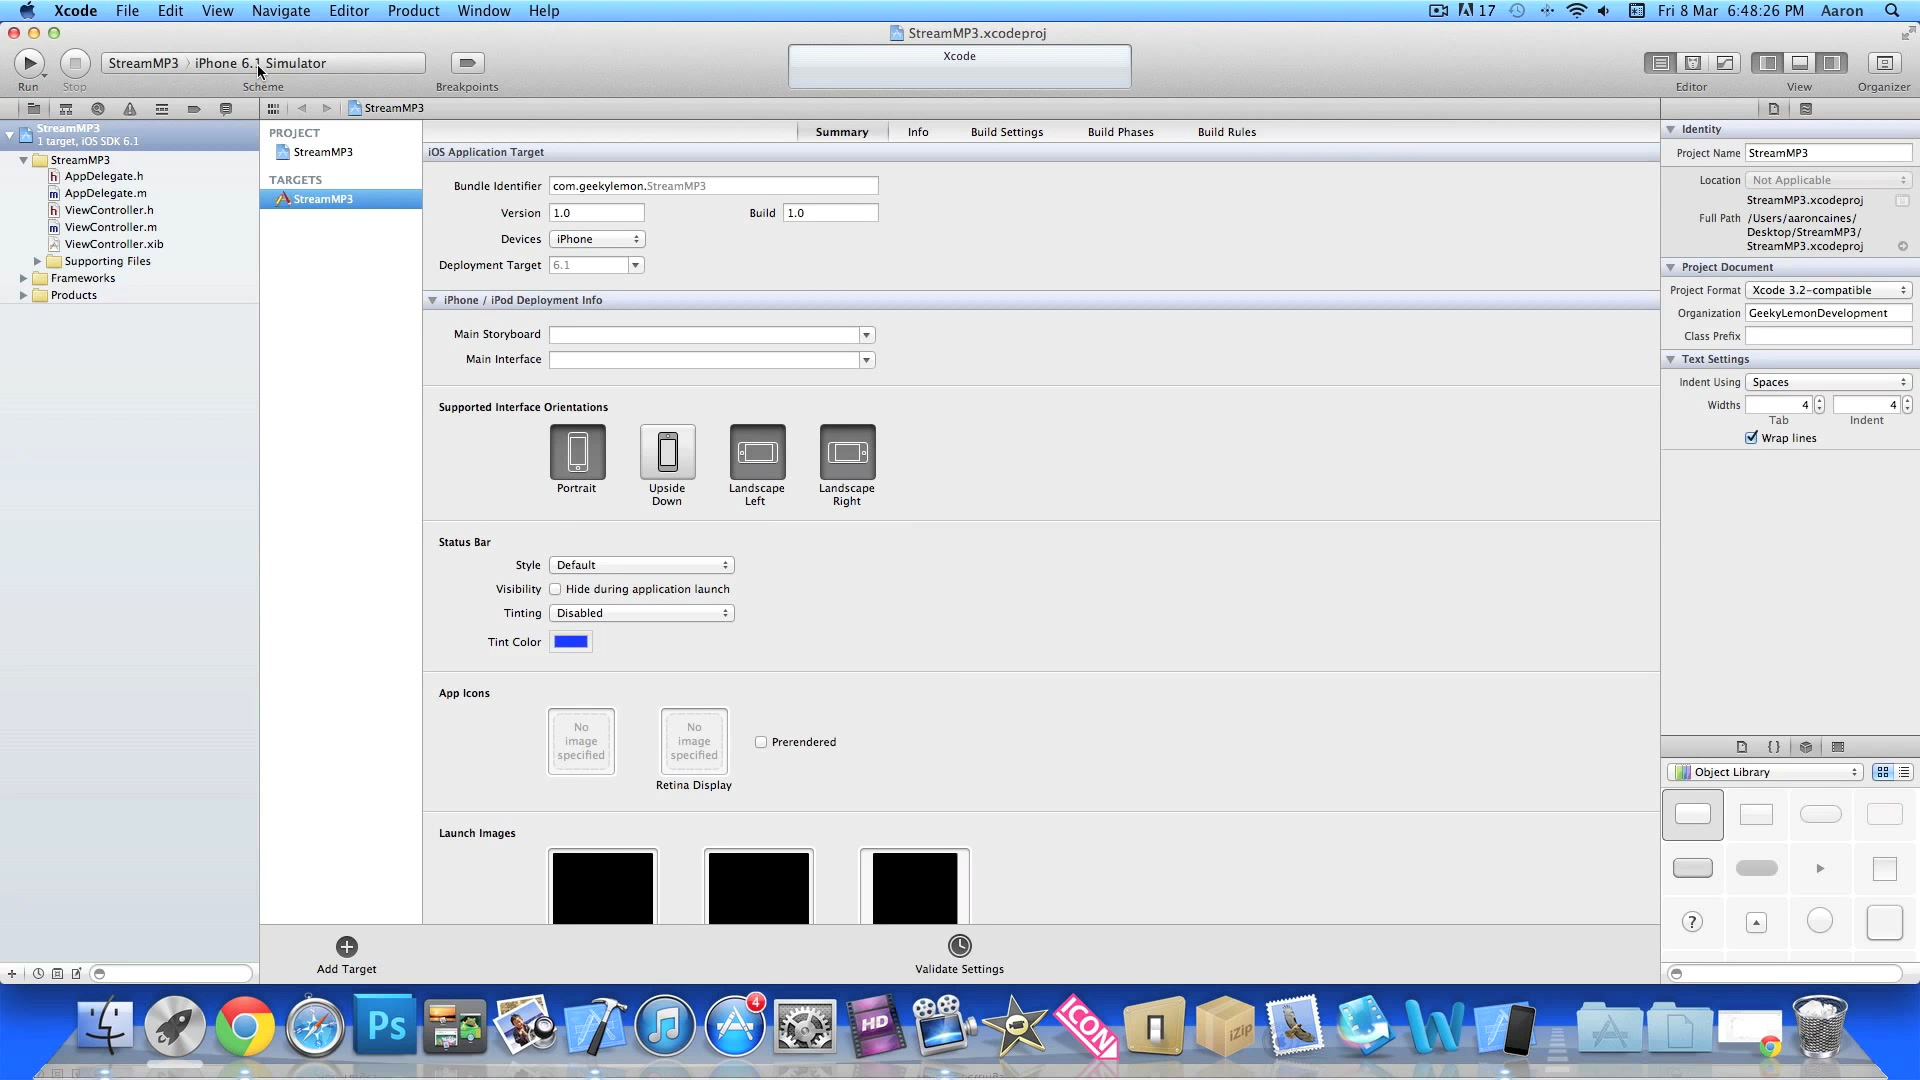 Xcode File Edit View Navigate Editor Product Window Help 17 Fri 8 Mar 6:48:26 PM Aaron
StreamMP3.xcodeproj
StreamMP3 iPhone 6.1 Simulator
Xcode
Run Stop Scheme Breakpoints Editor View Organizer
StreamMP3
StreamMP3
1 target, iOS SDK 6.1
StreamMP3
AppDelegate.h
AppDelegate.m
ViewController.h
ViewController.m
ViewController.xib
Supporting Files
Frameworks
Products
PROJECT
StreamMP3
TARGETS
StreamMP3
Summary Info Build Settings Build Phases Build Rules
iOS Application Target
Bundle Identifier com.geekylemon.StreamMP3
Version 1.0 Build 1.0
Devices iPhone
Deployment Target 6.1
iPhone / iPod Deployment Info
Main Storyboard
Main Interface
Supported Interface Orientations
Portrait
Upside
Down
Landscape
Left
Landscape
Right
Status Bar
Style Default
Visibility Hide during application launch
Tinting Disabled
Tint Color
App Icons
No
image
specified
No
image
specified
Prerendered
Retina Display
Launch Images
Add Target
Validate Settings
Identity
Project Name StreamMP3
Location Not Applicable
StreamMP3.xcodeproj
Full Path /Users/aaroncaines/
Desktop/StreamMP3/
StreamMP3.xcodeproj
Project Document
Project Format Xcode 3.2-compatible
Organization GeekyLemonDevelopment
Class Prefix
Text Settings
Indent Using Spaces
Widths 4 4
Tab Indent
Wrap lines
{ }
Object Library
?
Ps
4
HD
ICON
iZip
W